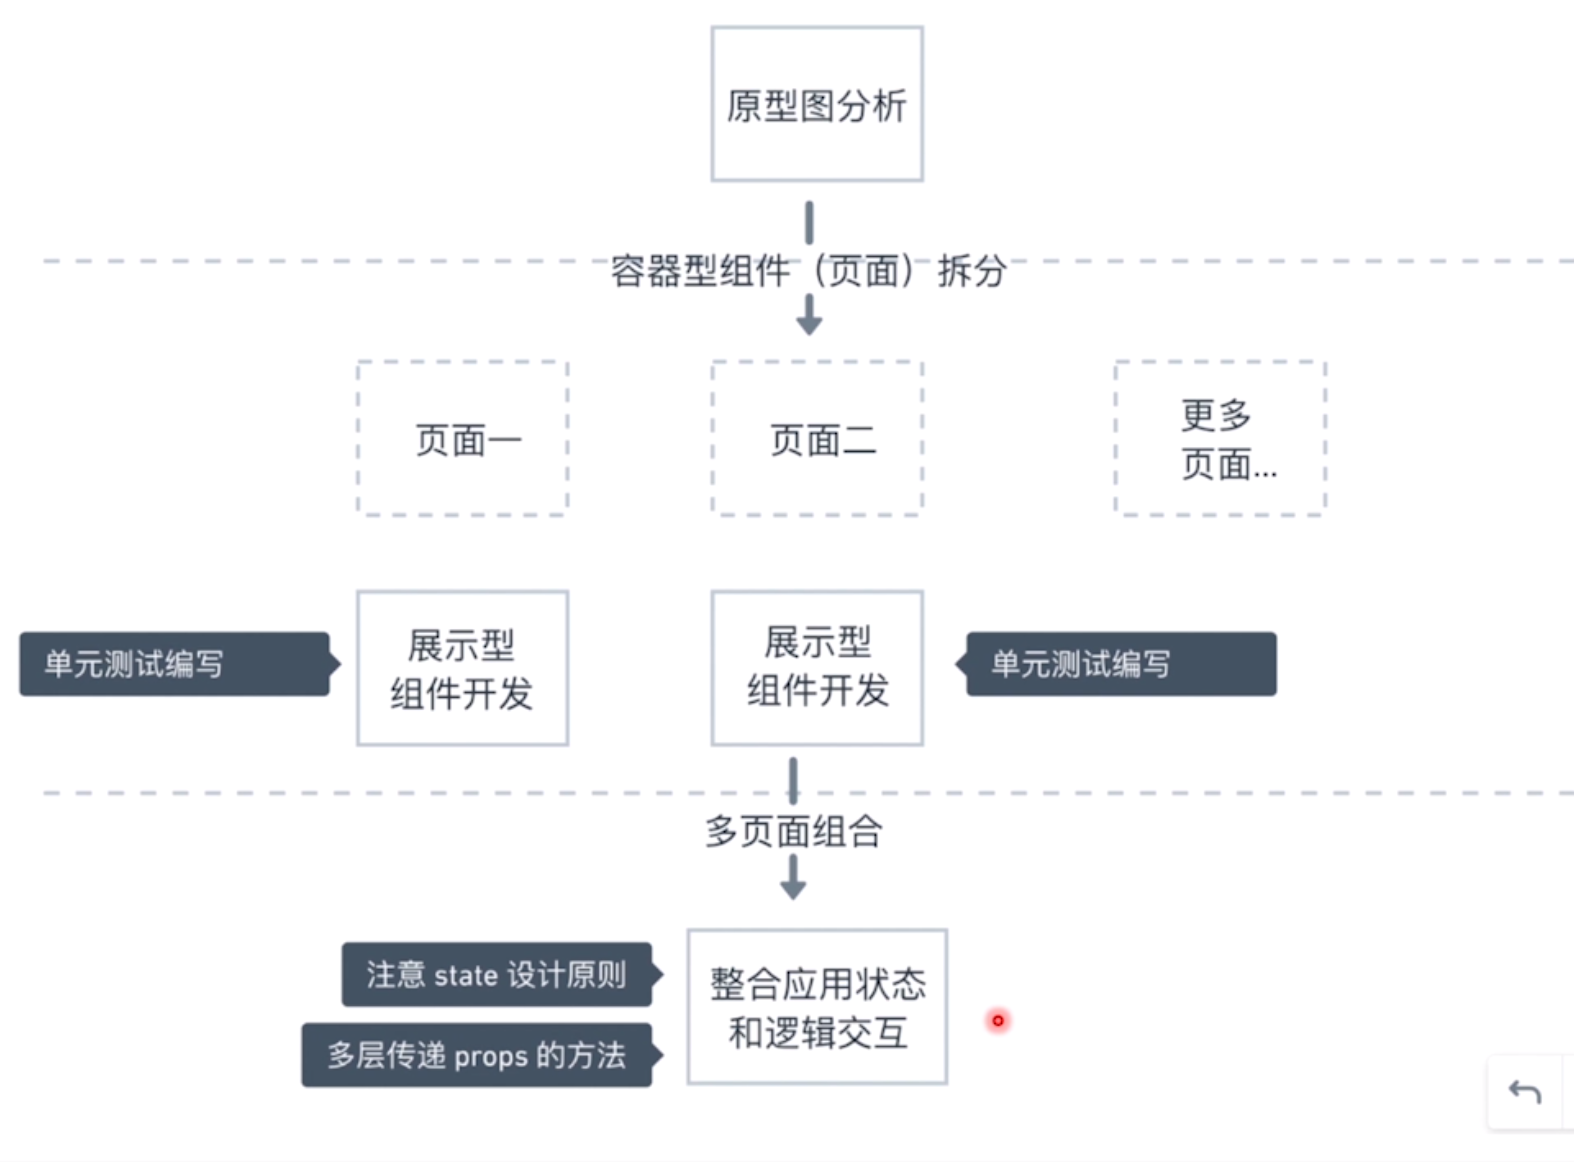 原型图分析
容器型组件（页面）拆分
页面一
页面二
更多
页面...
单元测试编写
展示型
组件开发
展示型
组件开发
单元测试编写
多页面组合
注意 state 设计原则
多层传递 props 的方法
整合应用状态
和逻辑交互